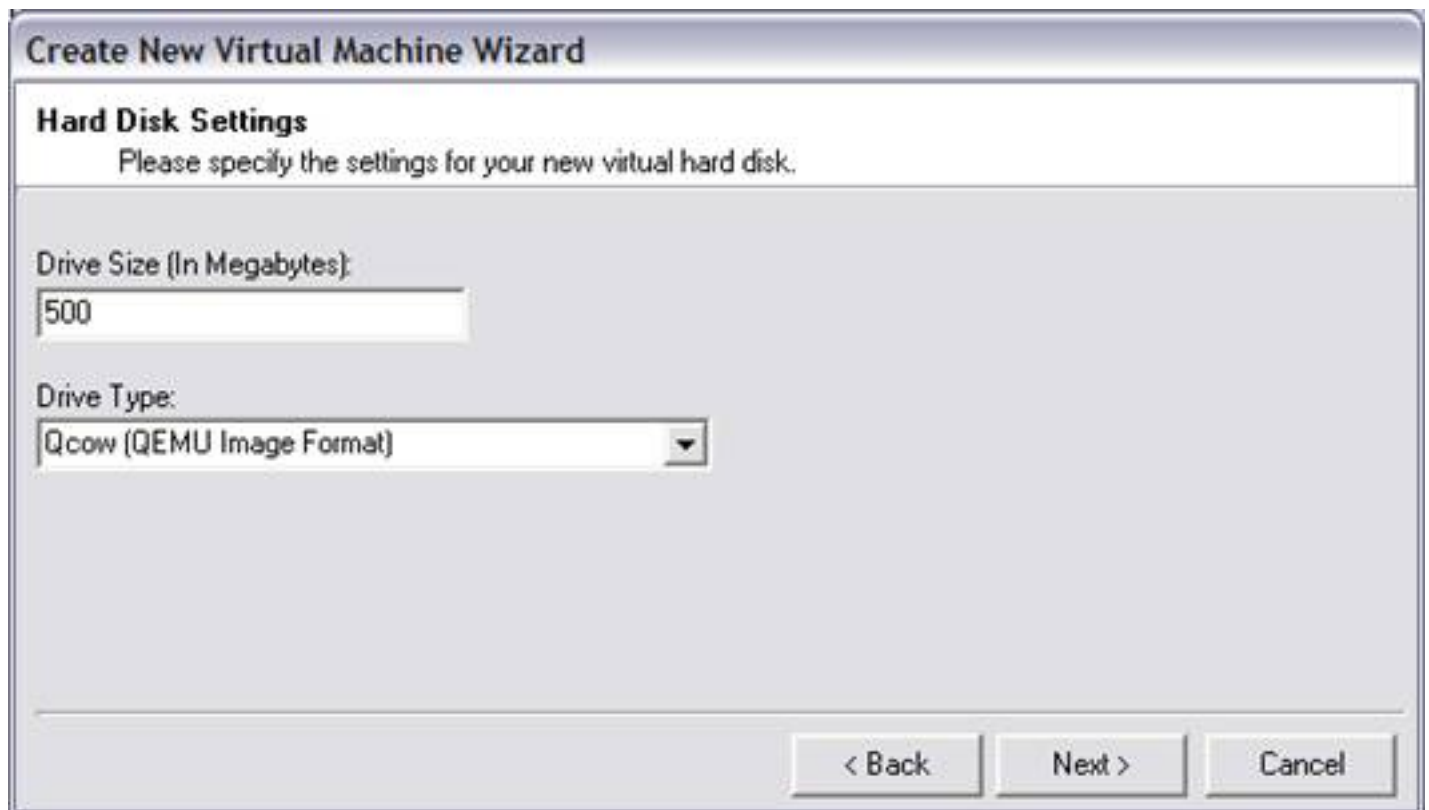 Create New Virtual Machine Wizard
Hard Disk Settings
Please specify the settings for your new virtual hard disk.
Drive Size (In Megabytes):
500
Drive Type:
Qcow (QEMU Image Format)
< Back
Next >
Cancel